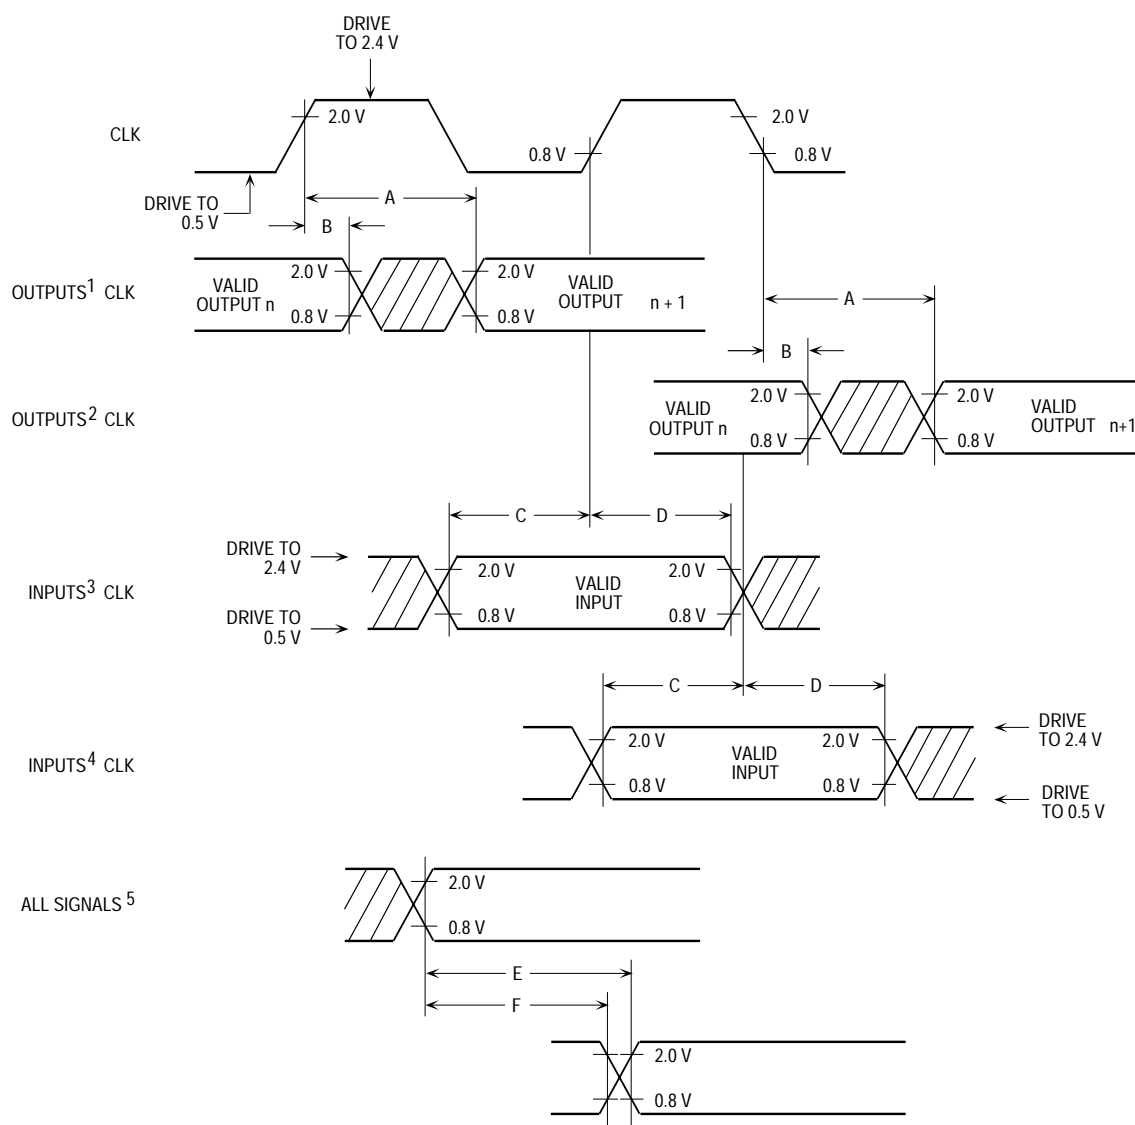 DRIVE
TO 2.4 V
CLK
2.0 V
0.8 V
2.0 V
0.8 V
DRIVE TO
0.5 V
A
B
OUTPUTS1 CLK
VALID
OUTPUT n
2.0 V
0.8 V
2.0 V
0.8 V
VALID
OUTPUT n + 1
A
B
OUTPUTS2 CLK
VALID
OUTPUT n
2.0 V
0.8 V
2.0 V
0.8 V
VALID
OUTPUT n+1
C
D
INPUTS3 CLK
DRIVE TO
2.4 V
DRIVE TO
0.5 V
2.0 V
0.8 V
VALID
INPUT
2.0 V
0.8 V
C
D
INPUTS4 CLK
2.0 V
0.8 V
VALID
INPUT
2.0 V
0.8 V
DRIVE
TO 2.4 V
DRIVE
TO 0.5 V
ALL SIGNALS 5
2.0 V
0.8 V
E
F
2.0 V
0.8 V